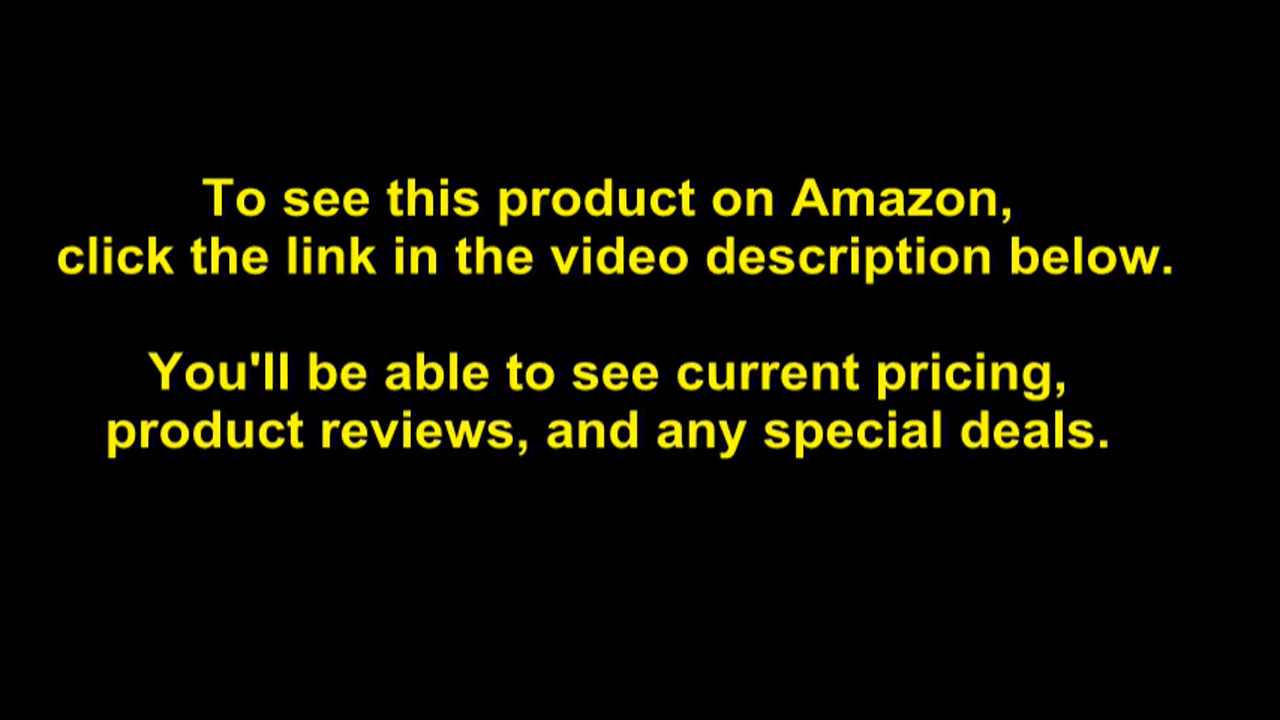 To see this product on Amazon,
click the link in the video description below.
You'll be able to see current pricing,
product reviews, and any special deals.